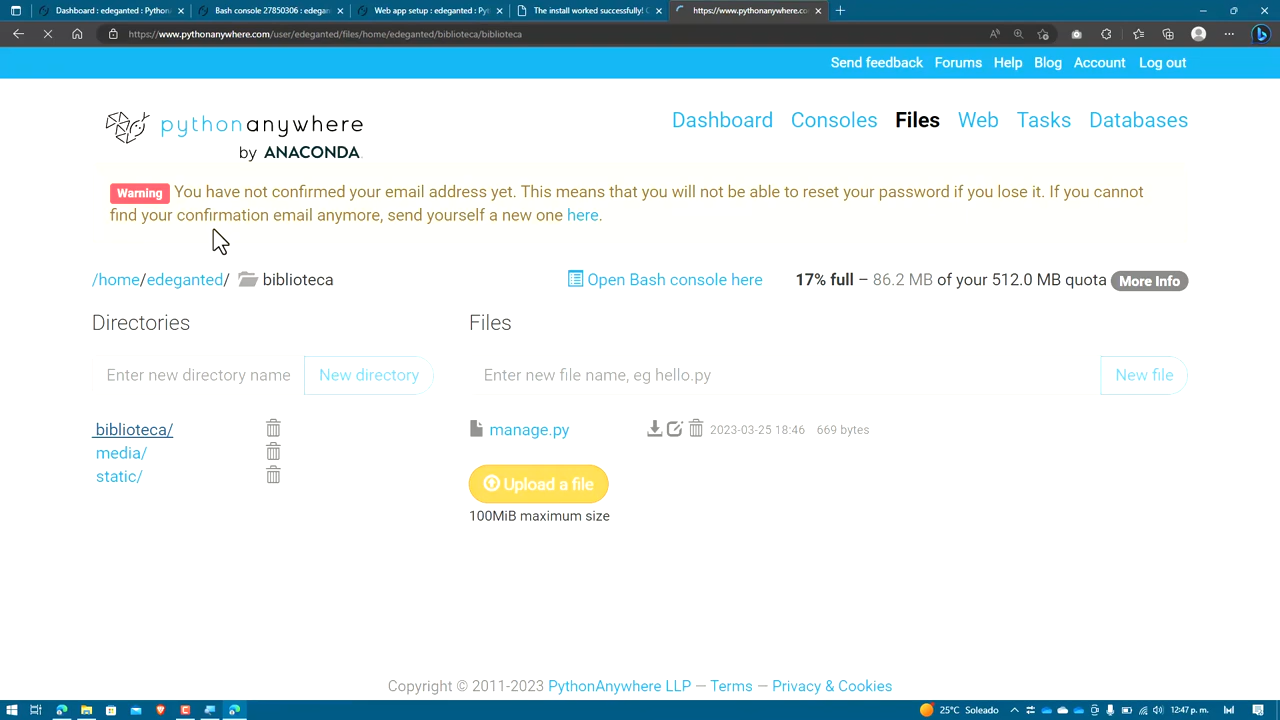 Dashboard : edeganted : Python
Bash console 27850306 : edegan
Web app setup : edeganted : Pyt
The install worked successfully! C
https://www.pythonanywhere.co
https://www.pythonanywhere.com/user/edeganted/files/home/edeganted/biblioteca/biblioteca
Send feedback Forums Help Blog Account Log out
pythonanywhere
by ANACONDA
Dashboard Consoles Files Web Tasks Databases
Warning You have not confirmed your email address yet. This means that you will not be able to reset your password if you lose it. If you cannot
find your confirmation email anymore, send yourself a new one here.
/home/edeganted/ biblioteca
Open Bash console here
17% full – 86.2 MB of your 512.0 MB quota More Info
Directories
Files
Enter new directory name New directory
Enter new file name, eg hello.py New file
biblioteca/
manage.py 2023-03-25 18:46 669 bytes
media/
static/
Upload a file
100MiB maximum size
Copyright © 2011-2023 PythonAnywhere LLP — Terms — Privacy & Cookies
25°C Soleado 12:47 p. m.